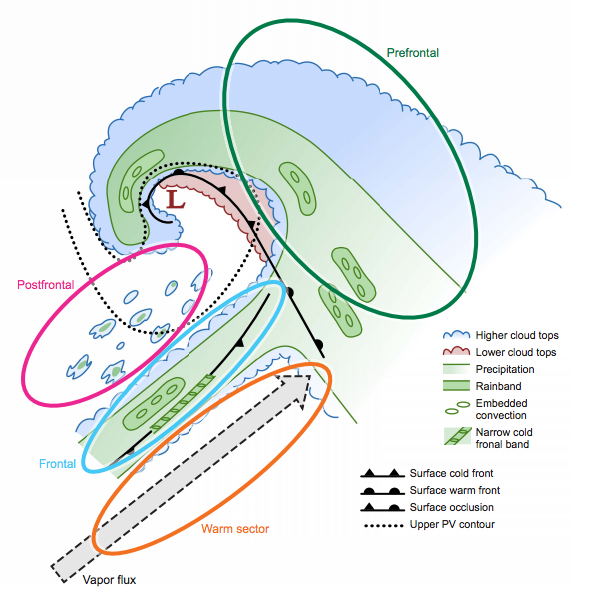 Prefrontal
L
Postfrontal
Higher cloud tops
Lower cloud tops
Precipitation
Rainband
Embedded
convection
Narrow cold
fronal band
Frontal
Surface cold front
Surface warm front
Surface occlusion
Upper PV contour
Warm sector
Vapor flux